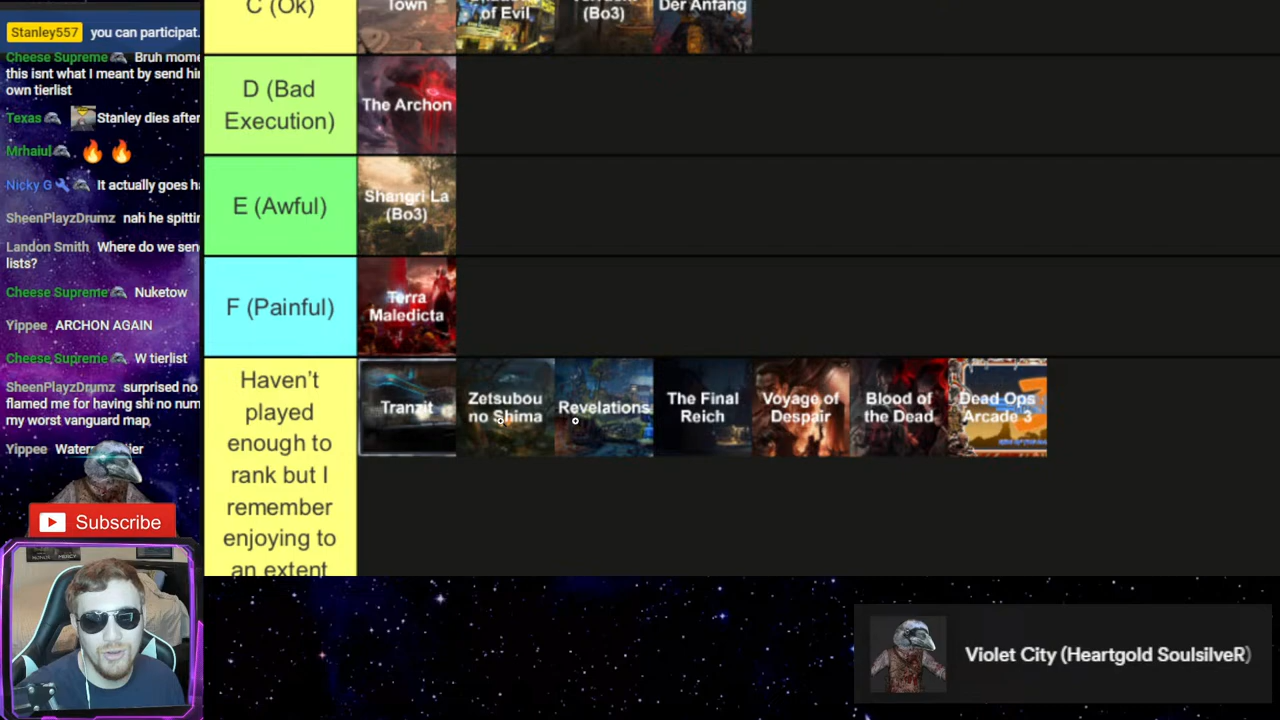 Stanley557 you can participat.
Cheese Supreme Bruh mome
this isnt what I meant by send hir
own tierlist
Texas Stanley dies after
Mrhaiul
Nicky G It actually goes ha
SheenPlayzDrumz nah he spittin
Landon Smith Where do we sen
lists?
Cheese Supreme Nuketow
Yippee ARCHON AGAIN
Cheese Supreme W tierlist
SheenPlayzDrumz surprised no
flamed me for having shi no num
my worst vanguard map
Yippee
Subscribe
C (Ok)
Town
of Evil
(Bo3)
Der Anfang
D (Bad
Execution)
The Archon
E (Awful)
Shangri La
(Bo3)
F (Painful)
Terra
Maledicta
Haven't
played
enough to
rank but I
remember
enjoying to
an extent
Tranzit
Zetsubou
no Shima
Revelations
The Final
Reich
Voyage of
Despair
Blood of
the Dead
Dead Ops
Arcade 3
Violet City (Heartgold SoulsilveR)